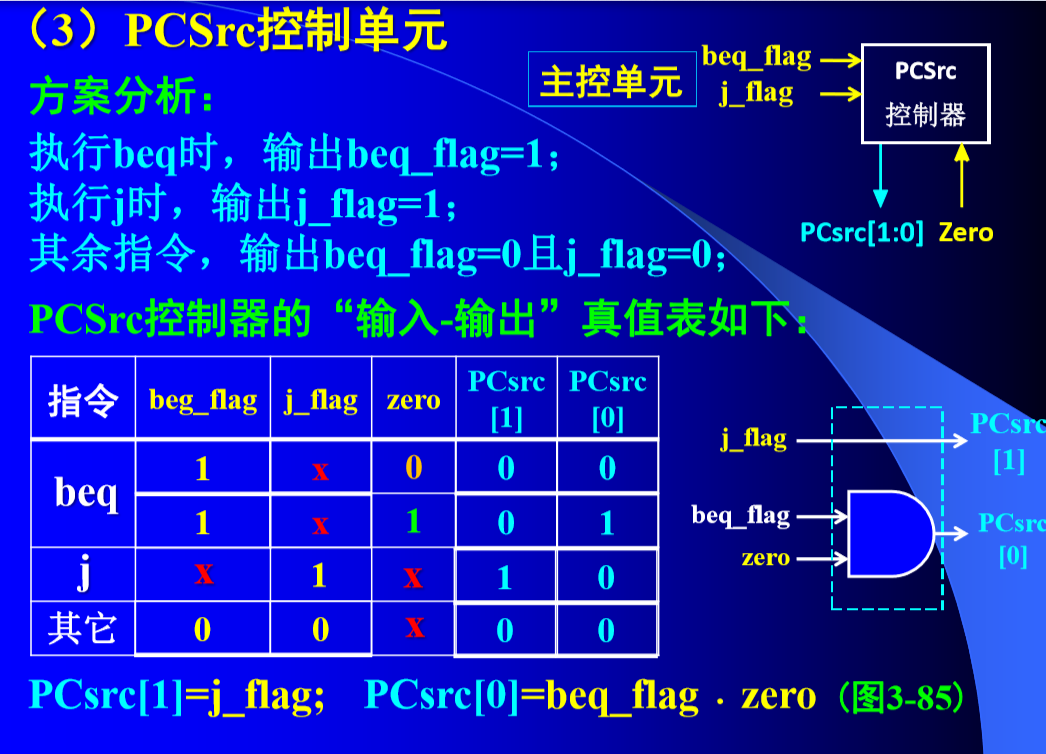 （3）PCSrc控制单元
主控单元
beq_flag
j_flag
PCSrc
控制器
PCsrc[1:0] Zero
方案分析：
执行beq时，输出beq_flag=1；
执行j时，输出j_flag=1；
其余指令，输出beq_flag=0且j_flag=0；
PCSrc控制器的“输入-输出”真值表如下：
指令 beg_flag j_flag zero PCsrc [1] PCsrc [0]
beq 1 x 0 0 0
1 x 1 0 1
j x 1 x 1 0
其它 0 0 x 0 0
j_flag
PCsrc
[1]
beq_flag
zero
PCsrc
[0]
PCsrc[1]=j_flag; PCsrc[0]=beq_flag · zero（图3-85）